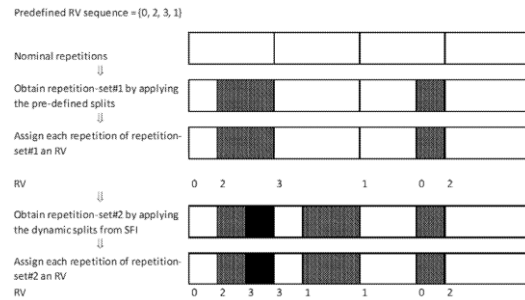 Predefined RV sequence = {0, 2, 3, 1}
Nominal repetitions
⇓
Obtain repetition-set#1 by applying
the pre-defined splits
⇓
Assign each repetition of repetition-
set#1 an RV
RV 0 2 3 1 0 2
⇓
Obtain repetition-set#2 by applying
the dynamic splits from SFI
⇓
Assign each repetition of repetition-
set#2 an RV
RV 0 2 3 3 1 1 0 2